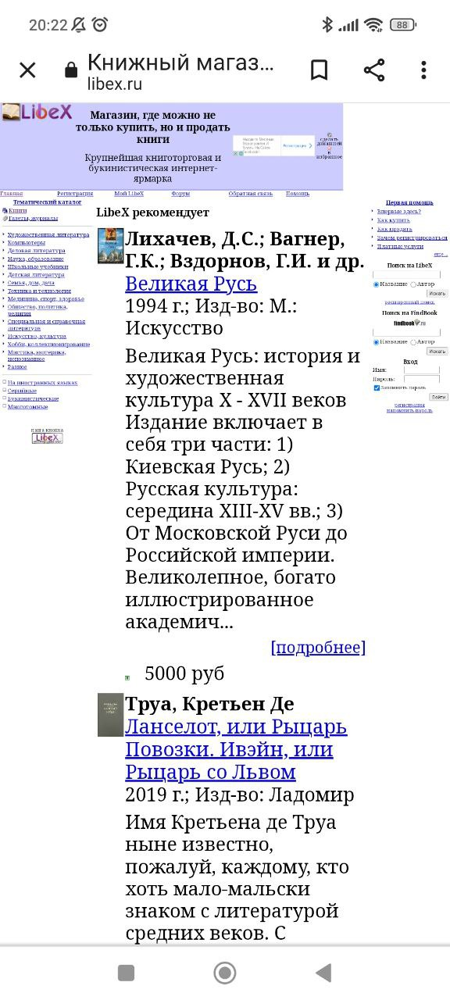 20:22
88
Книжный магаз...
libex.ru
LibeX
Магазин, где можно не
только купить, но и продать
книги
Крупнейшая книготорговая и
букинистическая интернет-
ярмарка
Регистрация
сделать
домашней
в
избранное
Главная Регистрация Мой LibeX Форум Обратная связь Помощь
Тематический каталог
Книги
Газеты, журналы
Художественная литература
Компьютеры
Деловая литература
Наука, образование
Школьные учебники
Детская литература
Семья, дом, дача
Техника и технология
Медицина, спорт, здоровье
Общество, политика,
религия
Специальная и справочная
литература
Искусство, культура
Хобби, коллекционирование
Мистика, эзотерика,
непознанное
Разное
На иностранных языках
Серийные
Букинистические
Многотомные
наша кнопка
LibeX
LibeX рекомендует
Лихачев, Д.С.; Вагнер,
Г.К.; Вздорнов, Г.И. и др.
Великая Русь
1994 г.; Изд-во: М.:
Искусство
Великая Русь: история и
художественная
культура X - XVII веков
Издание включает в
себя три части: 1)
Киевская Русь; 2)
Русская культура:
середина XIII-XV вв.; 3)
От Московской Руси до
Российской империи.
Великолепное, богато
иллюстрированное
академич...
[подробнее]
5000 руб
Труа, Кретьен Де
Ланселот, или Рыцарь
Повозки. Ивэйн, или
Рыцарь со Львом
2019 г.; Изд-во: Ладомир
Имя Кретьена де Труа
ныне известно,
пожалуй, каждому, кто
хоть мало-мальски
знаком с литературой
средних веков. С
Первая помощь
Впервые здесь?
Как купить
Как продать
Зачем регистрироваться
Платные услуги
еще...
Поиск на LibeX
Название Автор
Искать
расширенный поиск
Поиск на FindBook
findbook.ru
Название Автор
Искать
Вход
Имя:
Пароль:
Запомнить пароль
Войти
регистрация
напомнить пароль